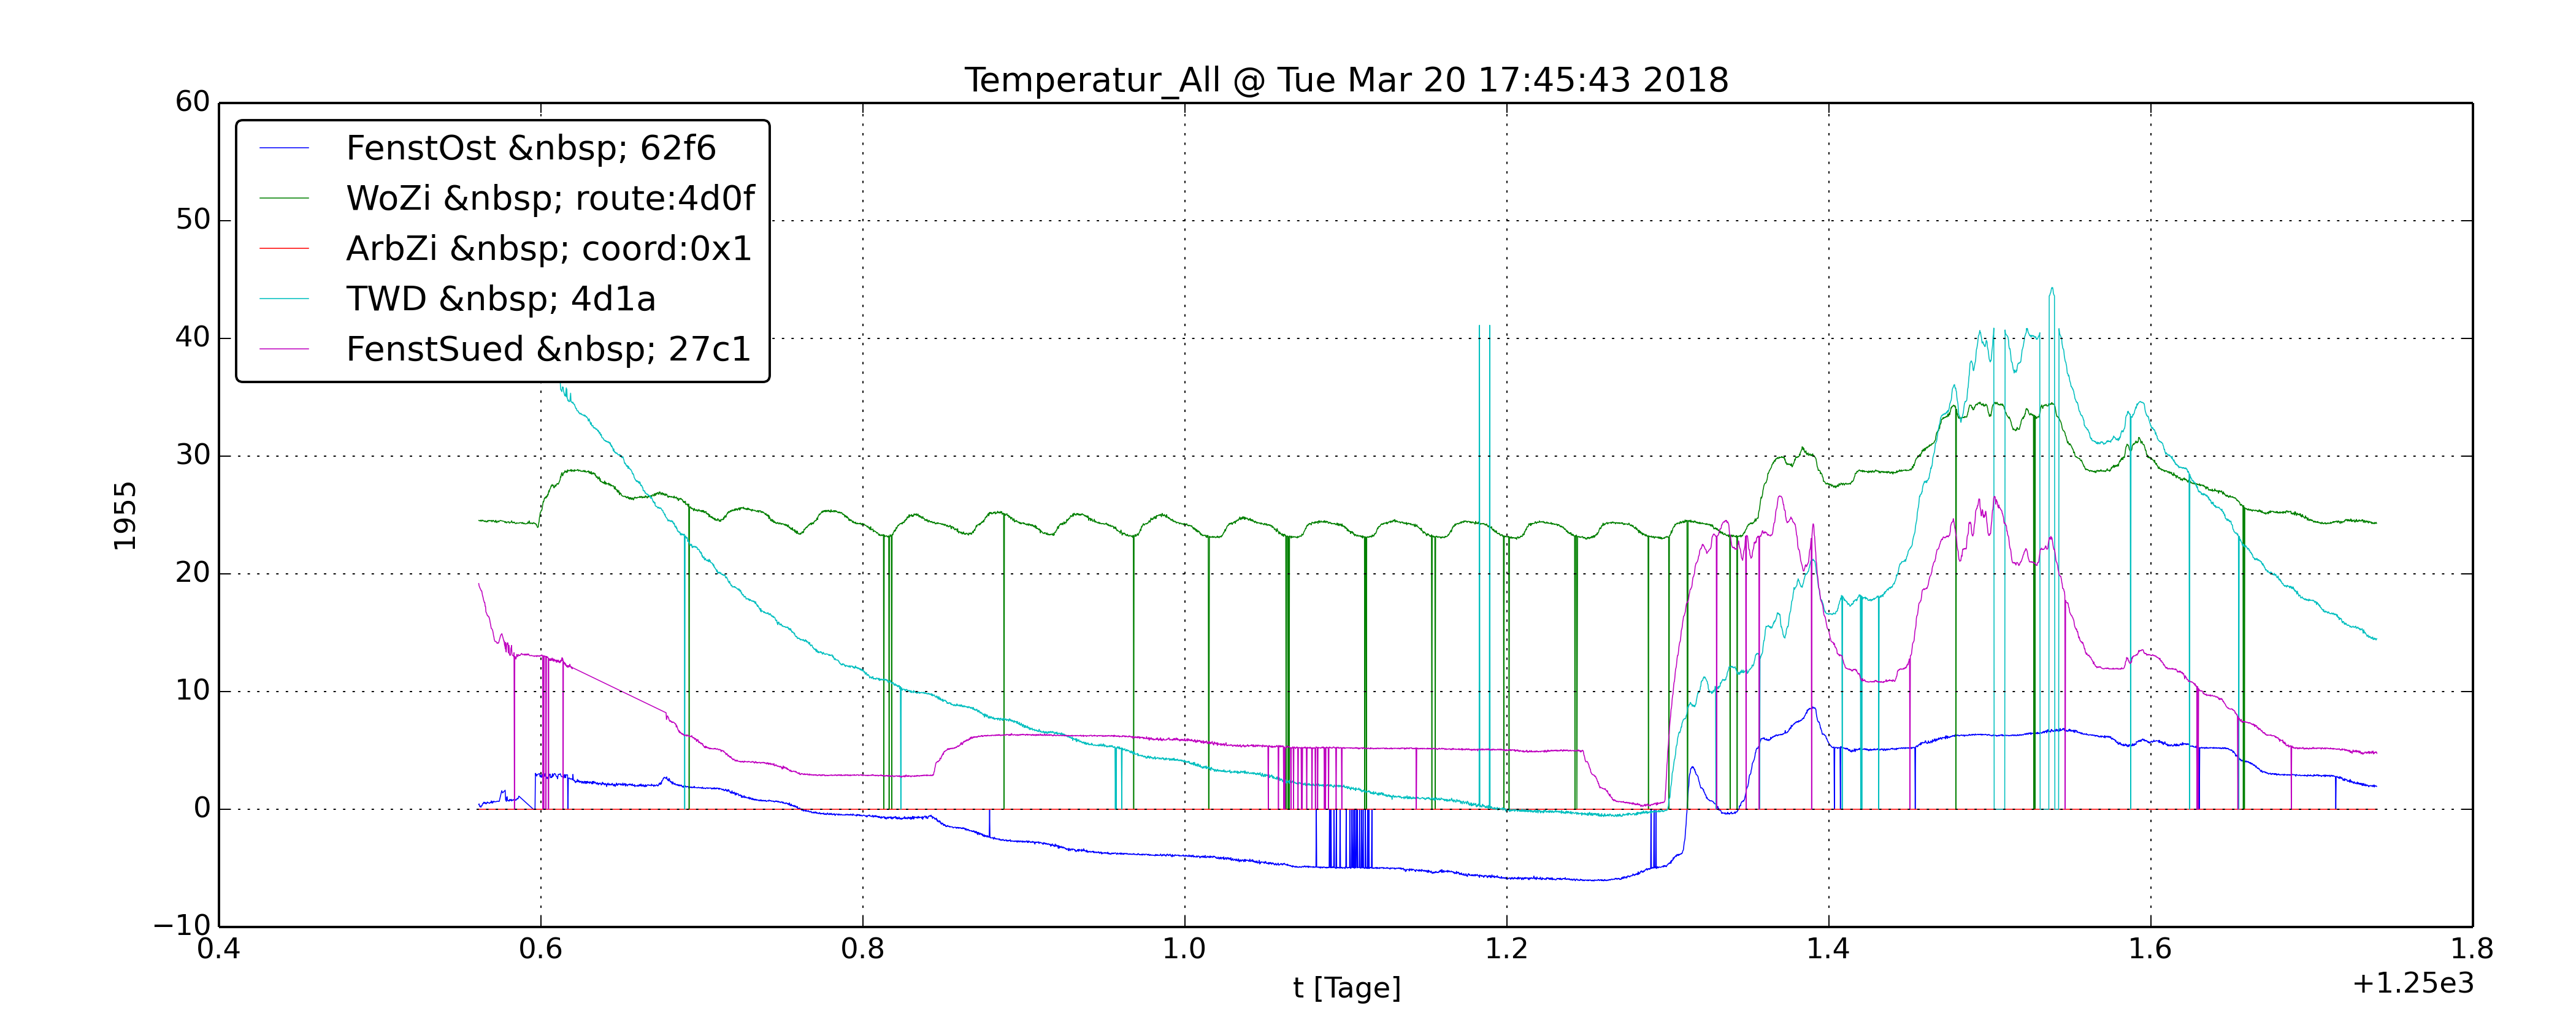 Temperatur_All @ Tue Mar 20 17:45:43 2018
60
50
40
30
20
10
0
−10
1955
FenstOst &nbsp; 62f6
WoZi &nbsp; route:4d0f
ArbZi &nbsp; coord:0x1
TWD &nbsp; 4d1a
FenstSued &nbsp; 27c1
0.4 0.6 0.8 1.0 1.2 1.4 1.6 1.8
t [Tage]
+1.25e3